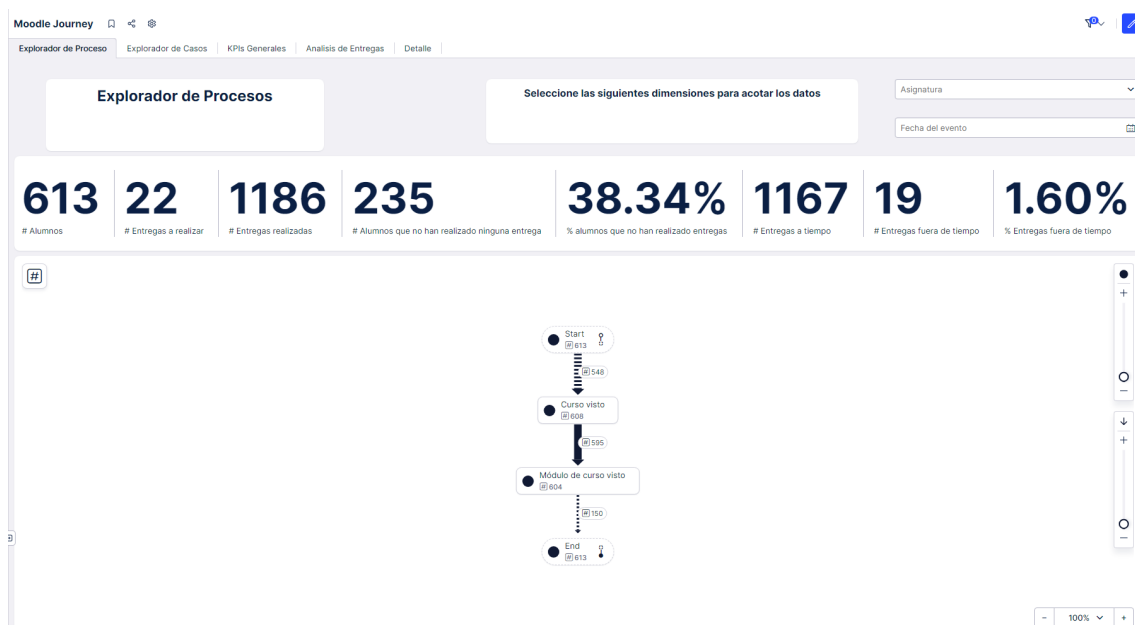 Moodle Journey
0
Explorador de Proceso
Explorador de Casos
KPIs Generales
Analisis de Entregas
Detalle
Explorador de Procesos
Seleccione las siguientes dimensiones para acotar los datos
Asignatura
Fecha del evento
613
# Alumnos
22
# Entregas a realizar
1186
# Entregas realizadas
235
# Alumnos que no han realizado ninguna entrega
38.34%
% alumnos que no han realizado entregas
1167
# Entregas a tiempo
19
# Entregas fuera de tiempo
1.60%
% Entregas fuera de tiempo
#
Start
# 613
# 548
Curso visto
# 608
# 595
Módulo de curso visto
# 604
# 150
End
# 613
100%